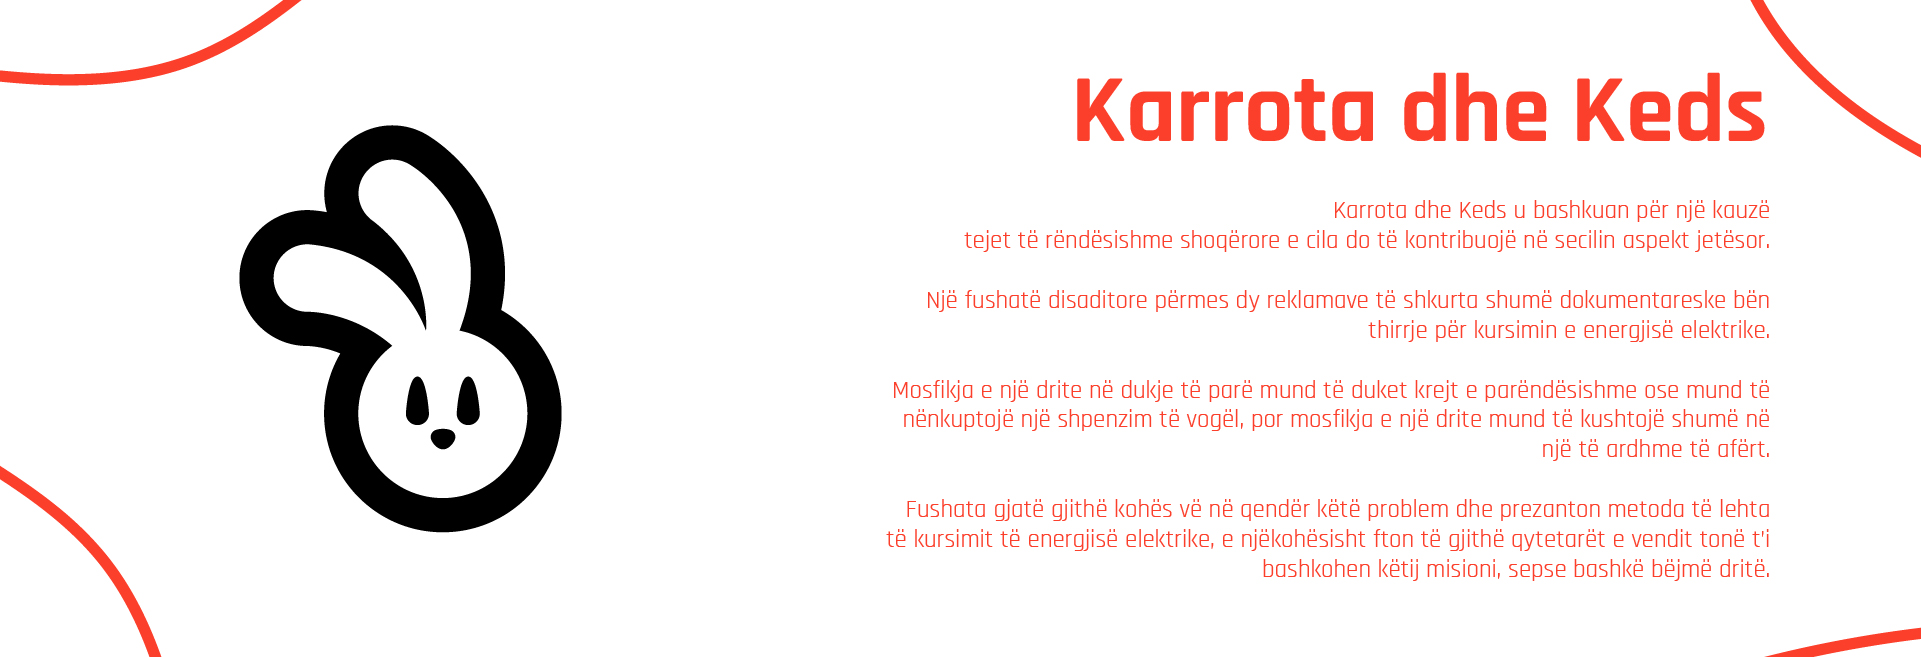 Karrota dhe Keds
Karrota dhe Keds u bashkuan për një kauzë
tejet të rëndësishme shoqërore e cila do të kontribuojë në secilin aspekt jetësor.
Një fushatë disaditore përmes dy reklamave të shkurta shumë dokumentareske bën
thirrje për kursimin e energjisë elektrike.
Mosfikja e një drite në dukje të parë mund të duket krejt e parëndësishme ose mund të
nënkuptojë një shpenzim të vogël, por mosfikja e një drite mund të kushtojë shumë në
një të ardhme të afërt.
Fushata gjatë gjithë kohës vë në qendër këtë problem dhe prezanton metoda të lehta
të kursimit të energjisë elektrike, e njëkohësisht fton të gjithë qytetarët e vendit tonë t'i
bashkohen këtij misioni, sepse bashkë bëjmë dritë.